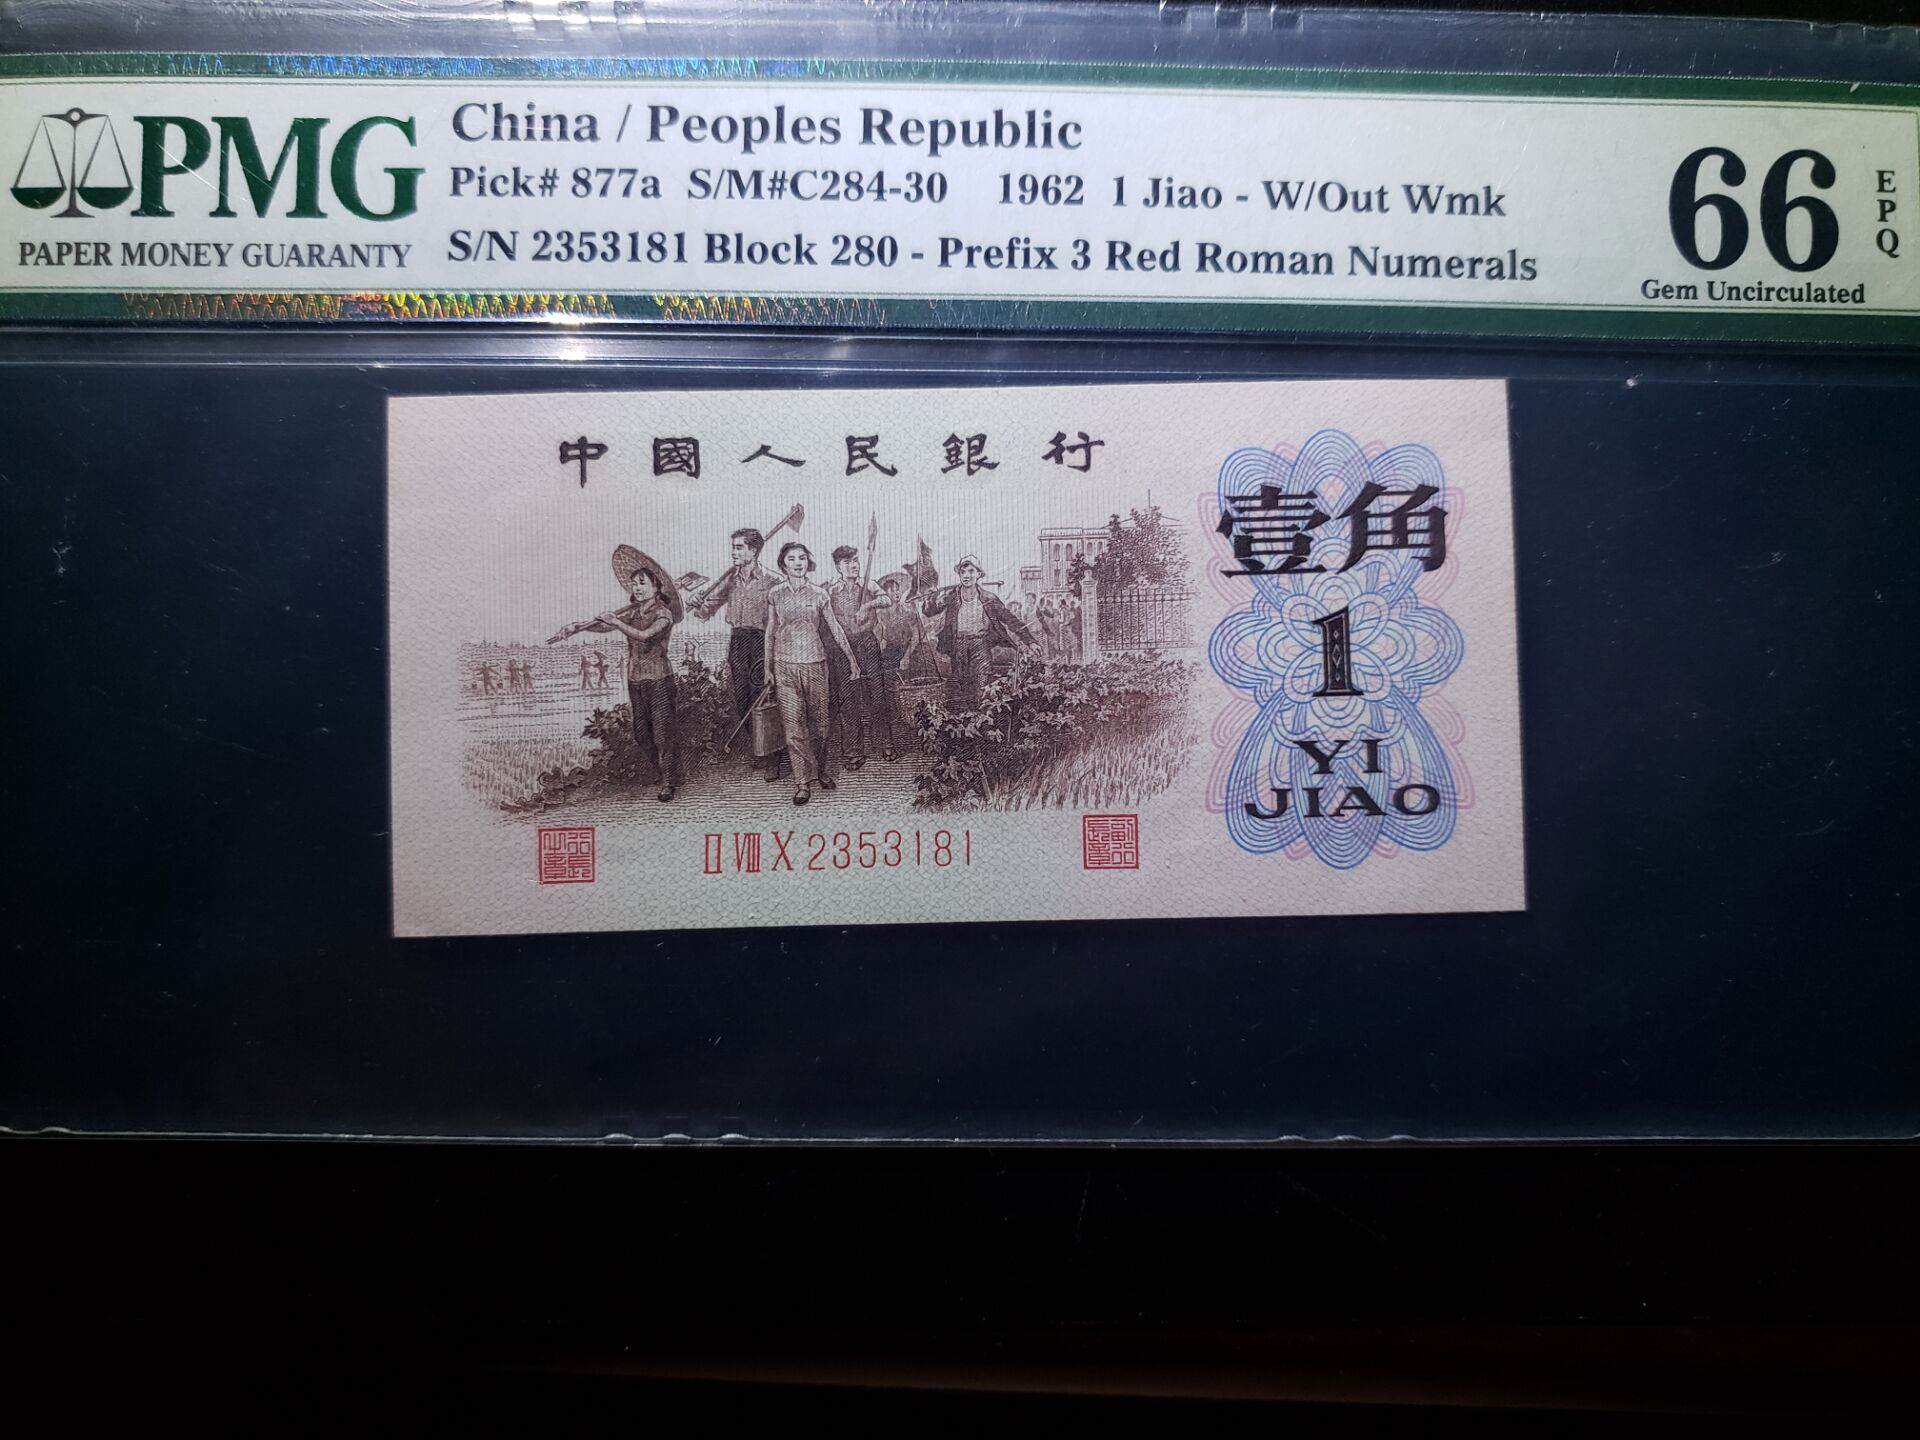 PMG
PAPER MONEY GUARANTY
China / Peoples Republic
Pick# 877a S/M#C284-30 1962 1 Jiao - W/Out Wmk
S/N 2353181 Block 280 - Prefix 3 Red Roman Numerals
66
EPQ
Gem Uncirculated
中國人民銀行
壹角
1
YI
JIAO
II VIII X 2353181